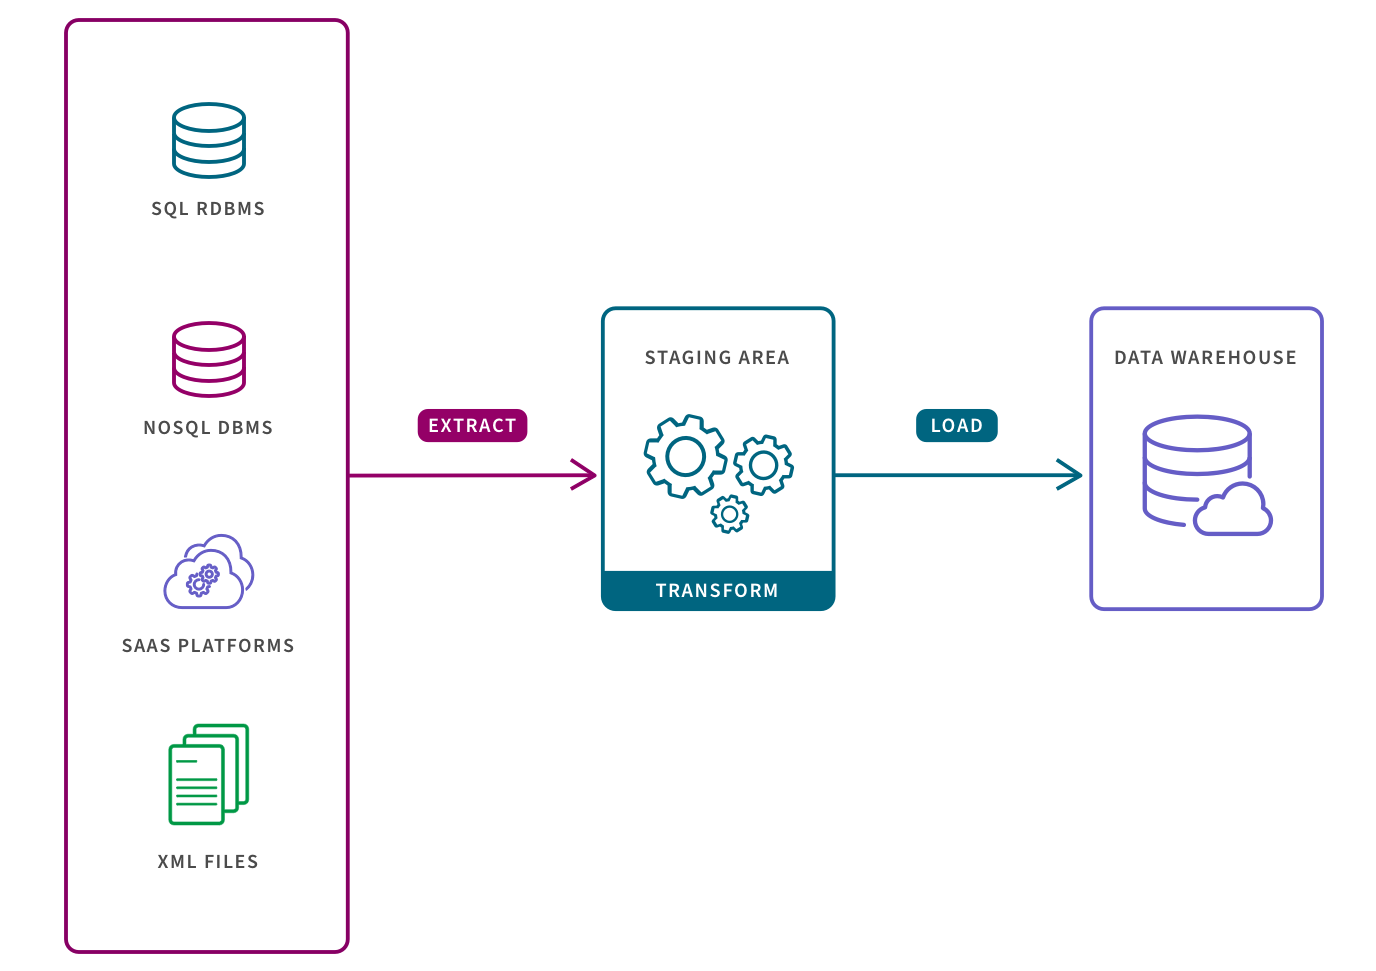 SQL RDBMS
NOSQL DBMS
SAAS PLATFORMS
XML FILES
EXTRACT
STAGING AREA
TRANSFORM
LOAD
DATA WAREHOUSE